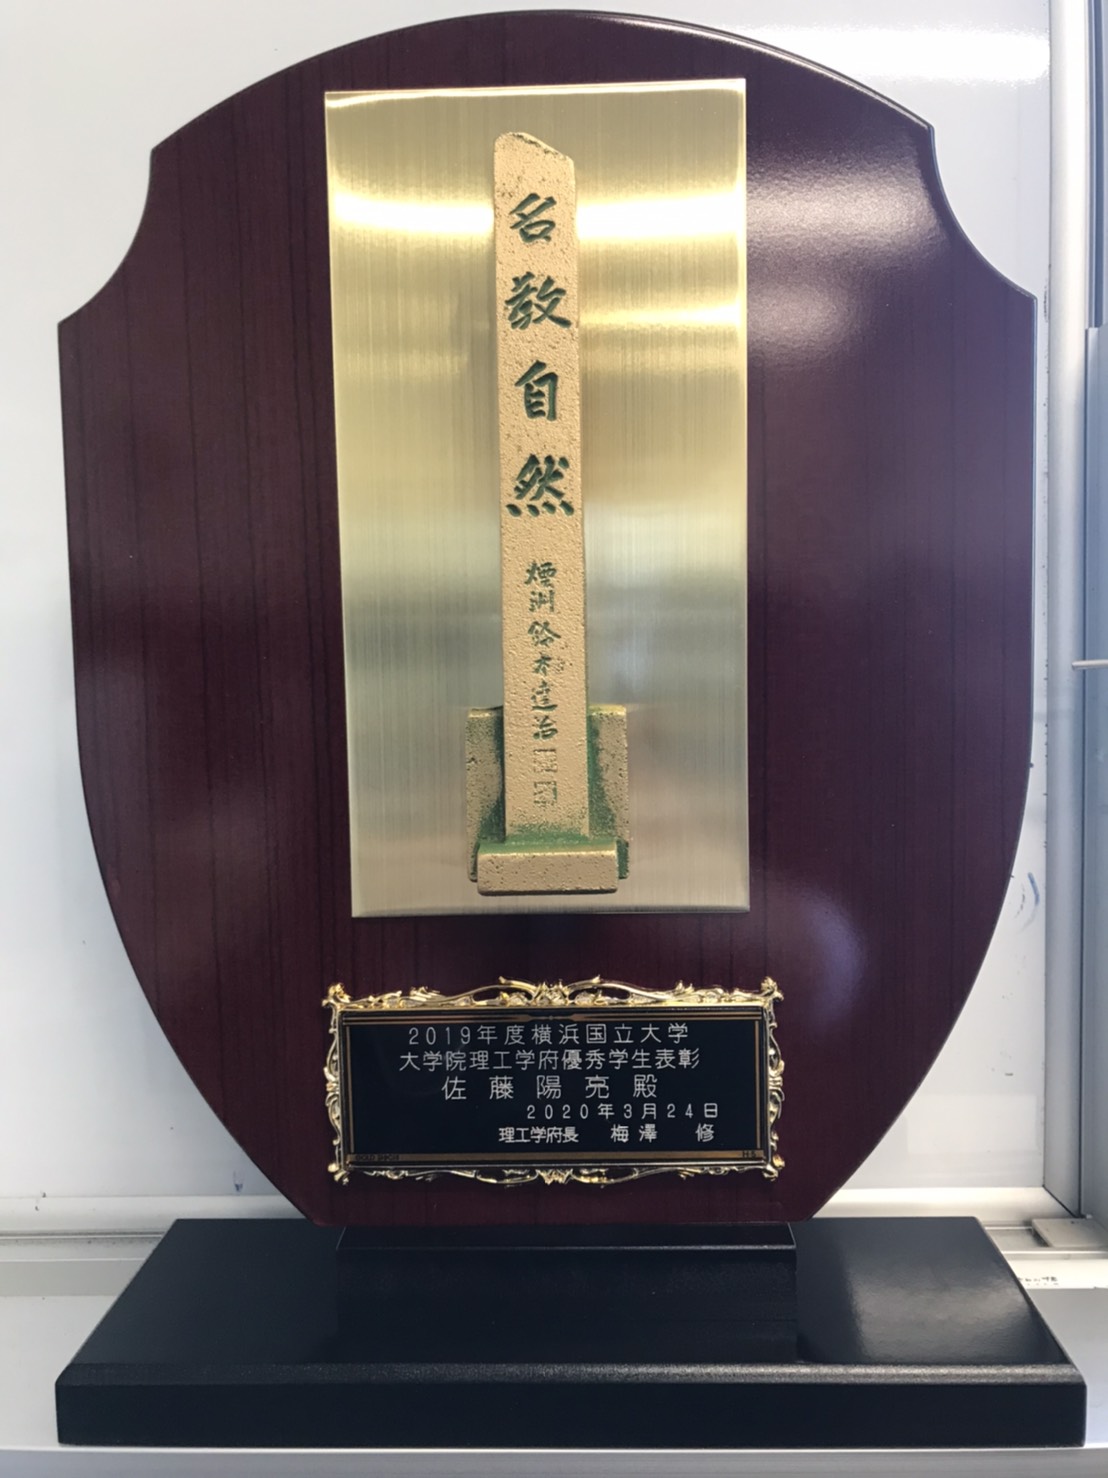 名教自然
煙洲鈴木達治
2019年度横浜国立大学
大学院理工学府優秀学生表彰
佐藤陽亮殿
2020年3月24日
理工学府長 梅澤 修